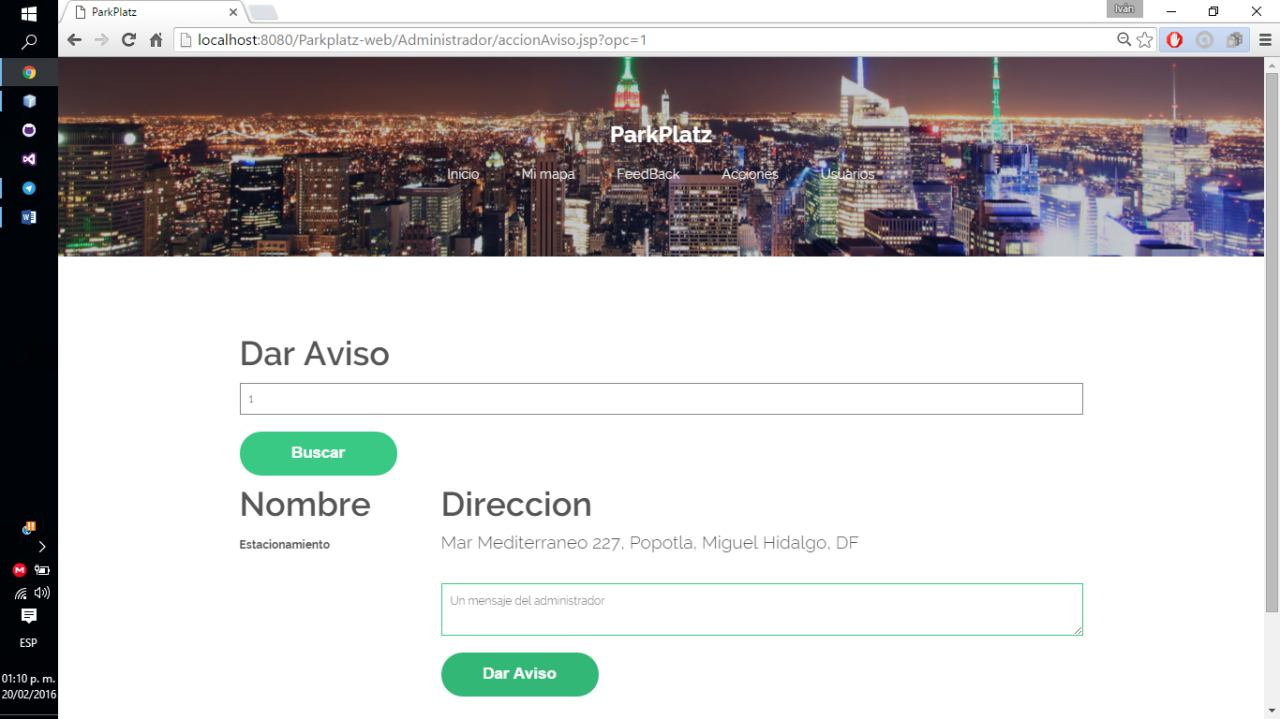 ParkPlatz
Iván
localhost:8080/Parkplatz-web/Administrador/accionAviso.jsp?opc=1
ParkPlatz
Inicio Mi mapa FeedBack Acciones Usuarios
Dar Aviso
1
Buscar
Nombre Direccion
Estacionamiento Mar Mediterraneo 227, Popotla, Miguel Hidalgo, DF
Un mensaje del administrador
Dar Aviso
ESP
01:10 p. m.
20/02/2016